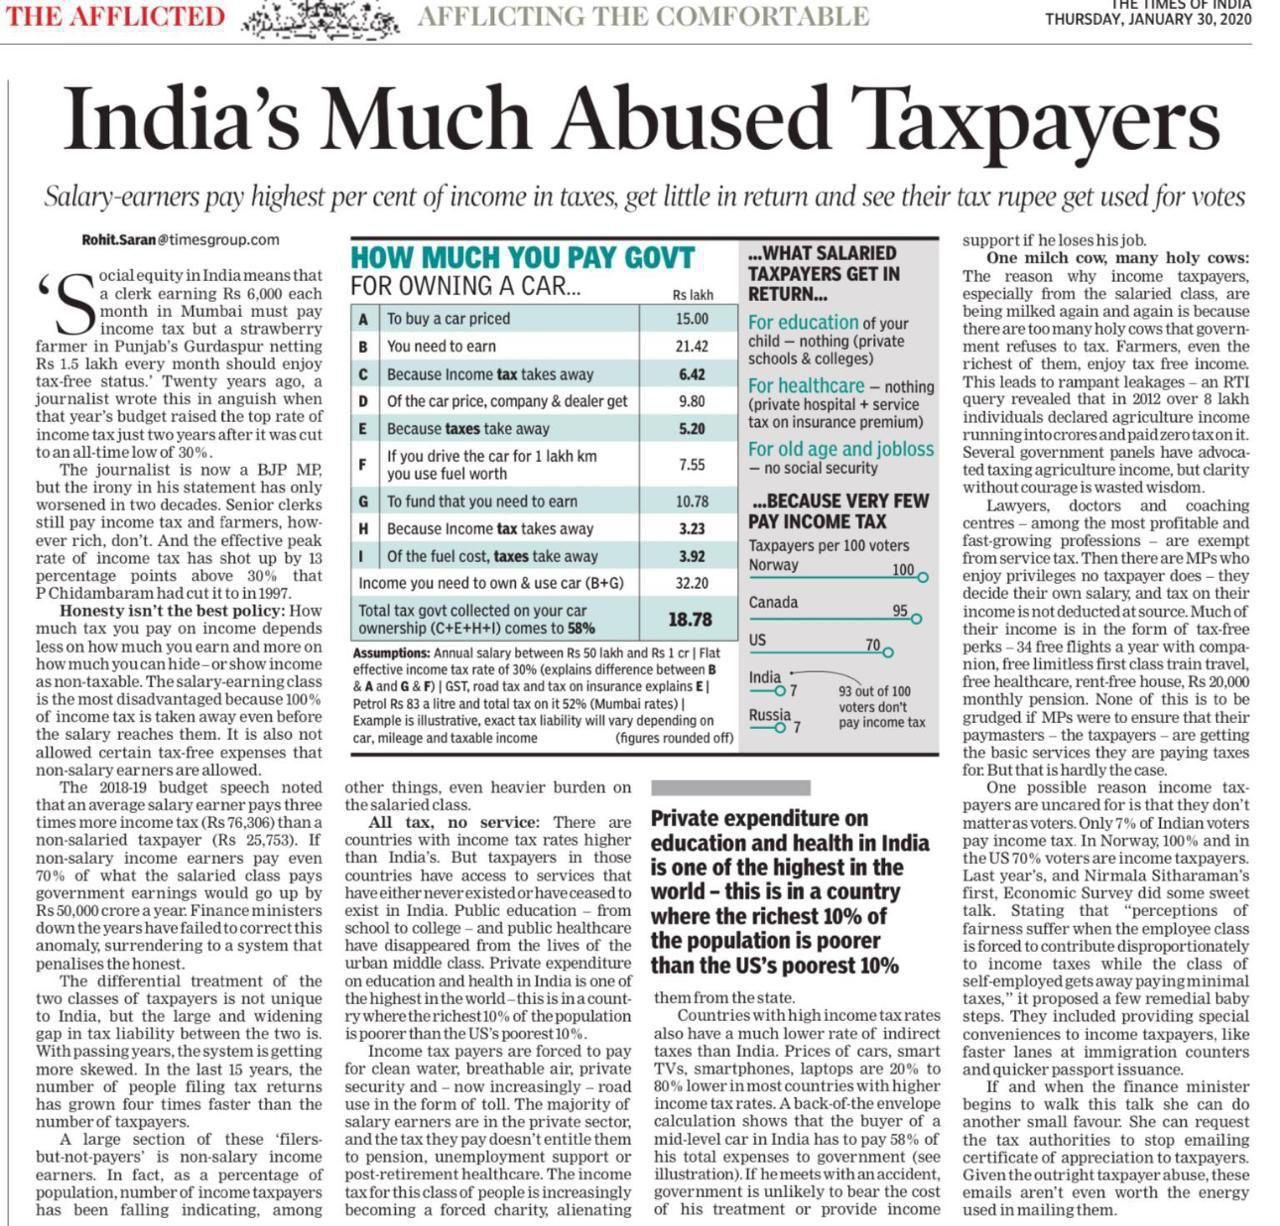 THE AFFLICTED
AFFLICTING THE COMFORTABLE
THE TIMES OF INDIA
THURSDAY, JANUARY 30, 2020
India's Much Abused Taxpayers
Salary-earners pay highest per cent of income in taxes, get little in return and see their tax rupee get used for votes
Rohit.Saran@timesgroup.com
'Social equity in India means that
a clerk earning Rs 6,000 each
month in Mumbai must pay
income tax but a strawberry
farmer in Punjab's Gurdaspur netting
Rs 1.5 lakh every month should enjoy
tax-free status.' Twenty years ago, a
journalist wrote this in anguish when
that year's budget raised the top rate of
income tax just two years after it was cut
to an all-time low of 30%.
The journalist is now a BJP MP,
but the irony in his statement has only
worsened in two decades. Senior clerks
still pay income tax and farmers, how-
ever rich, don't. And the effective peak
rate of income tax has shot up by 13
percentage points above 30% that
P Chidambaram had cut it to in 1997.
Honesty isn't the best policy: How
much tax you pay on income depends
less on how much you earn and more on
how much you can hide – or show income
as non-taxable. The salary-earning class
is the most disadvantaged because 100%
of income tax is taken away even before
the salary reaches them. It is also not
allowed certain tax-free expenses that
non-salary earners are allowed.
The 2018-19 budget speech noted
that an average salary earner pays three
times more income tax (Rs 76,306) than a
non-salaried taxpayer (Rs 25,753). If
non-salary income earners pay even
70% of what the salaried class pays
government earnings would go up by
Rs 50,000 crore a year. Finance ministers
down the years have failed to correct this
anomaly, surrendering to a system that
penalises the honest.
The differential treatment of the
two classes of taxpayers is not unique
to India, but the large and widening
gap in tax liability between the two is.
With passing years, the system is getting
more skewed. In the last 15 years, the
number of people filing tax returns
has grown four times faster than the
number of taxpayers.
A large section of these 'filers-
but-not-payers' is non-salary income
earners. In fact, as a percentage of
population, number of income taxpayers
has been falling indicating, among
HOW MUCH YOU PAY GOVT
FOR OWNING A CAR...
Rs lakh
A To buy a car priced 15.00
B You need to earn 21.42
C Because Income tax takes away 6.42
D Of the car price, company & dealer get 9.80
E Because taxes take away 5.20
F If you drive the car for 1 lakh km
you use fuel worth 7.55
G To fund that you need to earn 10.78
H Because Income tax takes away 3.23
I Of the fuel cost, taxes take away 3.92
Income you need to own & use car (B+G) 32.20
Total tax govt collected on your car
ownership (C+E+H+I) comes to 58% 18.78
Assumptions: Annual salary between Rs 50 lakh and Rs 1 cr | Flat
effective income tax rate of 30% (explains difference between B
& A and G & F) | GST, road tax and tax on insurance explains E |
Petrol Rs 83 a litre and total tax on it 52% (Mumbai rates) |
Example is illustrative, exact tax liability will vary depending on
car, mileage and taxable income (figures rounded off)
...WHAT SALARIED
TAXPAYERS GET IN
RETURN...
For education of your
child – nothing (private
schools & colleges)
For healthcare – nothing
(private hospital + service
tax on insurance premium)
For old age and jobloss
– no social security
...BECAUSE VERY FEW
PAY INCOME TAX
Taxpayers per 100 voters
Norway 100
Canada 95
US 70
India 7
93 out of 100
voters don't
pay income tax
Russia 7
other things, even heavier burden on
the salaried class.
All tax, no service: There are
countries with income tax rates higher
than India's. But taxpayers in those
countries have access to services that
have either never existed or have ceased to
exist in India. Public education – from
school to college – and public healthcare
have disappeared from the lives of the
urban middle class. Private expenditure
on education and health in India is one of
the highest in the world – this is in a count-
ry where the richest 10% of the population
is poorer than the US's poorest 10%.
Income tax payers are forced to pay
for clean water, breathable air, private
security and – now increasingly – road
use in the form of toll. The majority of
salary earners are in the private sector,
and the tax they pay doesn't entitle them
to pension, unemployment support or
post-retirement healthcare. The income
tax for this class of people is increasingly
becoming a forced charity, alienating
Private expenditure on
education and health in India
is one of the highest in the
world – this is in a country
where the richest 10% of
the population is poorer
than the US's poorest 10%
them from the state.
Countries with high income tax rates
also have a much lower rate of indirect
taxes than India. Prices of cars, smart
TVs, smartphones, laptops are 20% to
80% lower in most countries with higher
income tax rates. A back-of-the envelope
calculation shows that the buyer of a
mid-level car in India has to pay 58% of
his total expenses to government (see
illustration). If he meets with an accident,
government is unlikely to bear the cost
of his treatment or provide income
support if he loses his job.
One milch cow, many holy cows:
The reason why income taxpayers,
especially from the salaried class, are
being milked again and again is because
there are too many holy cows that govern-
ment refuses to tax. Farmers, even the
richest of them, enjoy tax free income.
This leads to rampant leakages – an RTI
query revealed that in 2012 over 8 lakh
individuals declared agriculture income
running into crores and paid zero tax on it.
Several government panels have advoca-
ted taxing agriculture income, but clarity
without courage is wasted wisdom.
Lawyers, doctors and coaching
centres – among the most profitable and
fast-growing professions – are exempt
from service tax. Then there are MPs who
enjoy privileges no taxpayer does – they
decide their own salary, and tax on their
income is not deducted at source. Much of
their income is in the form of tax-free
perks – 34 free flights a year with compa-
nion, free limitless first class train travel,
free healthcare, rent-free house, Rs 20,000
monthly pension. None of this is to be
grudged if MPs were to ensure that their
paymasters – the taxpayers – are getting
the basic services they are paying taxes
for. But that is hardly the case.
One possible reason income tax-
payers are uncared for is that they don't
matter as voters. Only 7% of Indian voters
pay income tax. In Norway, 100% and in
the US 70% voters are income taxpayers.
Last year's, and Nirmala Sitharaman's
first, Economic Survey did some sweet
talk. Stating that "perceptions of
fairness suffer when the employee class
is forced to contribute disproportionately
to income taxes while the class of
self-employed gets away paying minimal
taxes," it proposed a few remedial baby
steps. They included providing special
conveniences to income taxpayers, like
faster lanes at immigration counters
and quicker passport issuance.
If and when the finance minister
begins to walk this talk she can do
another small favour. She can request
the tax authorities to stop emailing
certificate of appreciation to taxpayers.
Given the outright taxpayer abuse, these
emails aren't even worth the energy
used in mailing them.